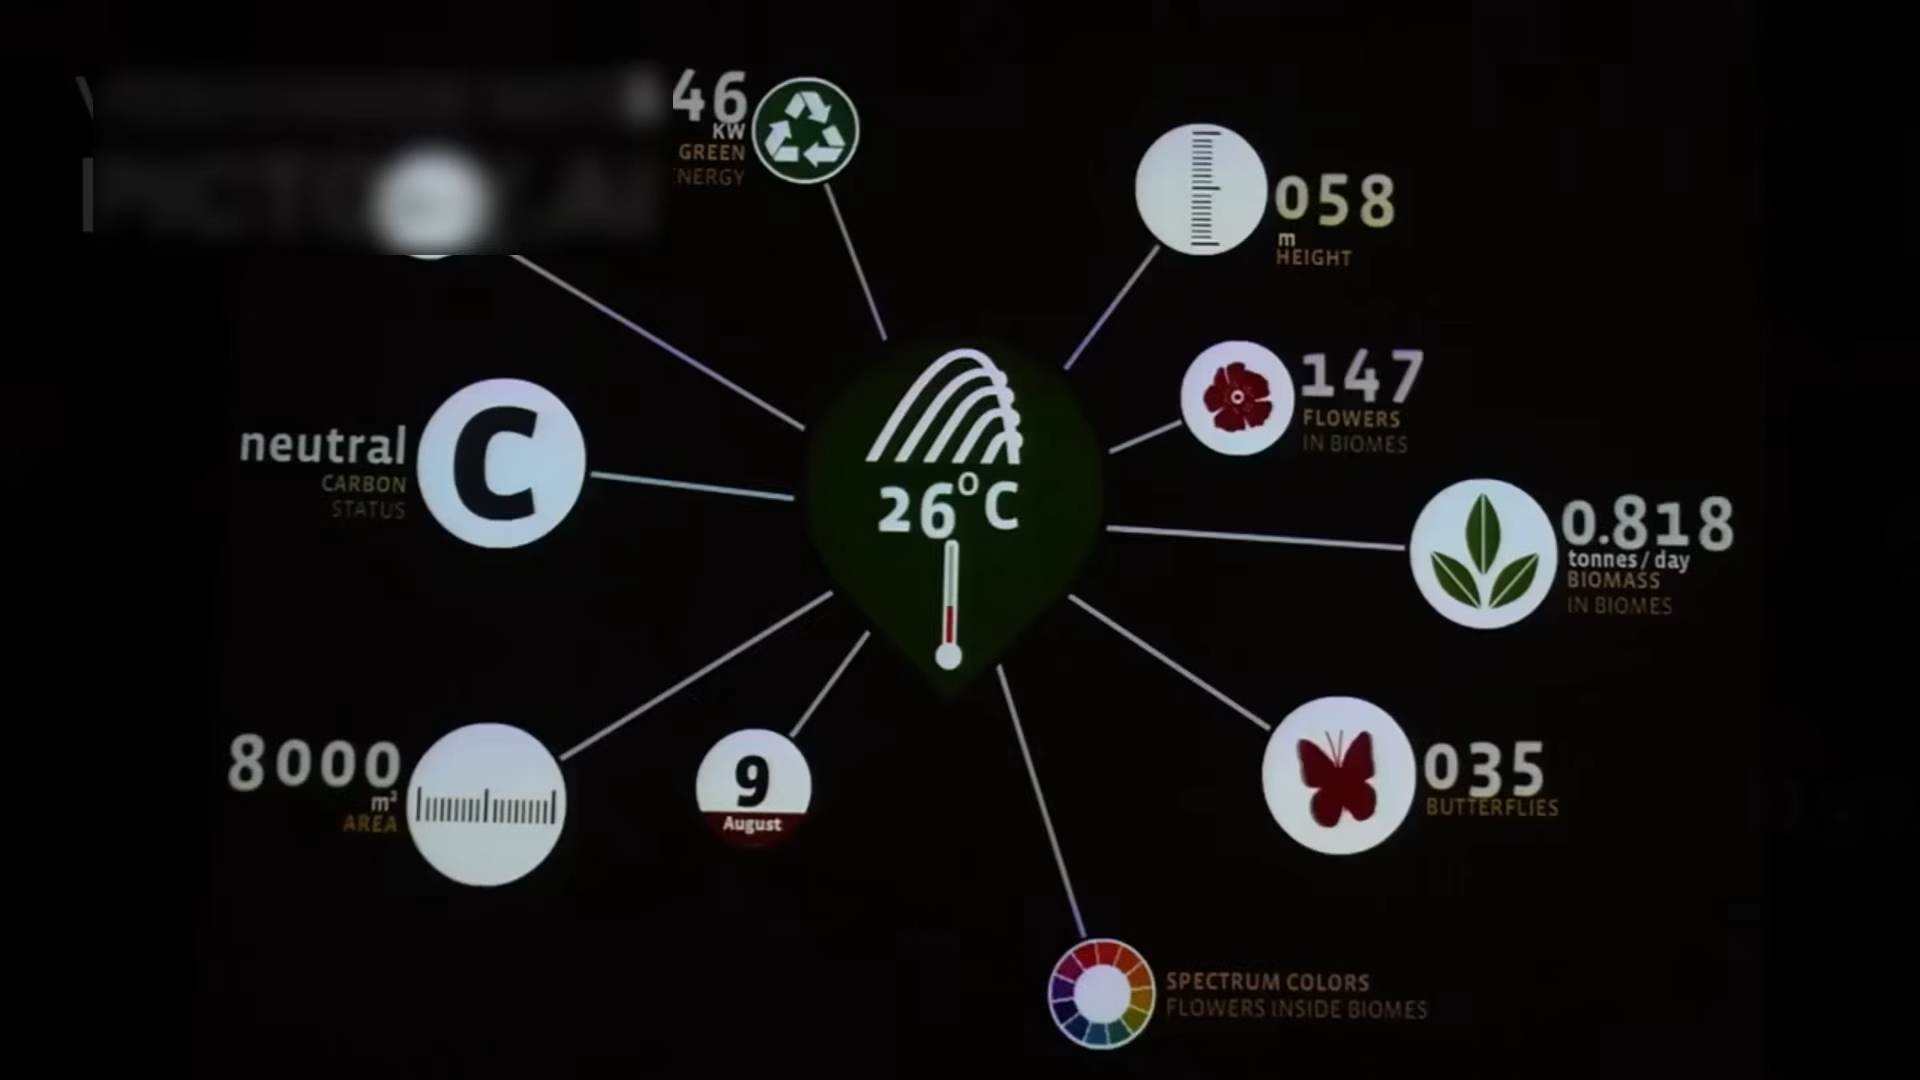 46
KW
GREEN
058
m
HEIGHT
147
FLOWERS
IN BIOMES
neutral
CARBON
STATUS
C
26°C
0.818
tonnes / day
BIOMASS
IN BIOMES
8000
m²
AREA
9
August
035
BUTTERFLIES
SPECTRUM COLORS
FLOWERS INSIDE BIOMES